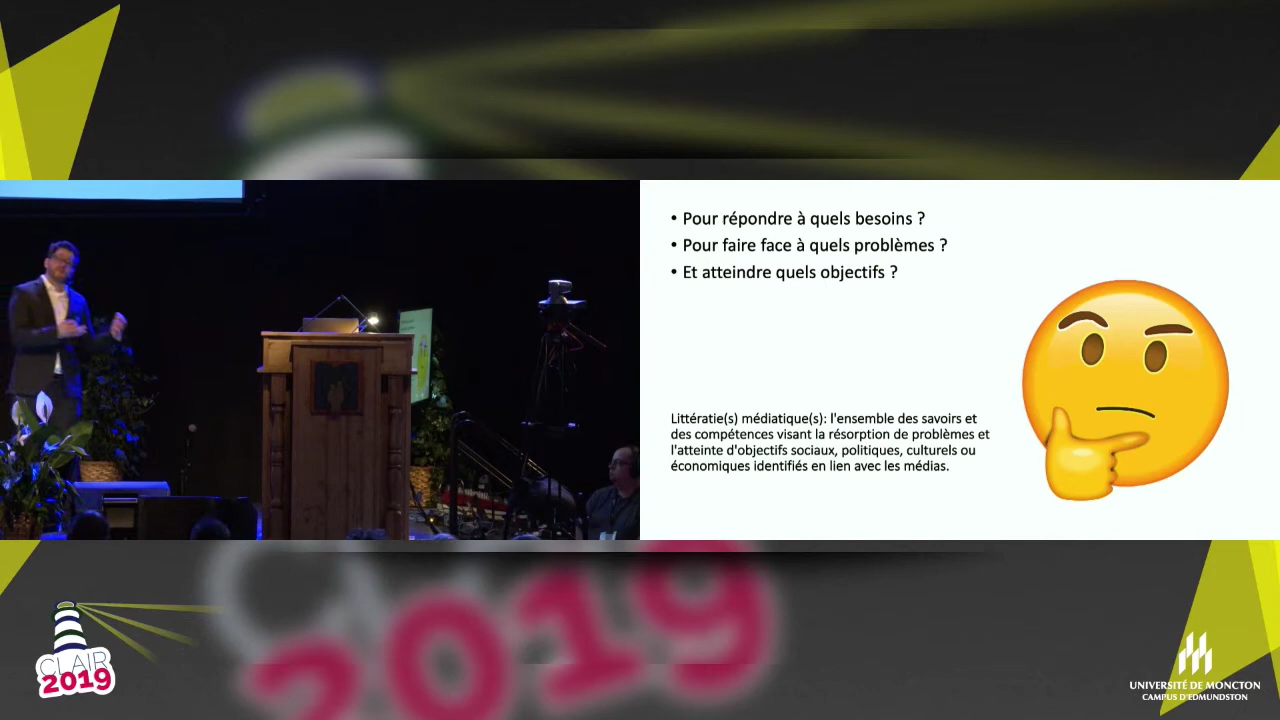 • Pour répondre à quels besoins ?
• Pour faire face à quels problèmes ?
• Et atteindre quels objectifs ?
Littératie(s) médiatique(s): l'ensemble des savoirs et
des compétences visant la résorption de problèmes et
l'atteinte d'objectifs sociaux, politiques, culturels ou
économiques identifiés en lien avec les médias.
2019
CLAIR
2019
UNIVERSITÉ DE MONCTON
CAMPUS D'EDMUNDSTON